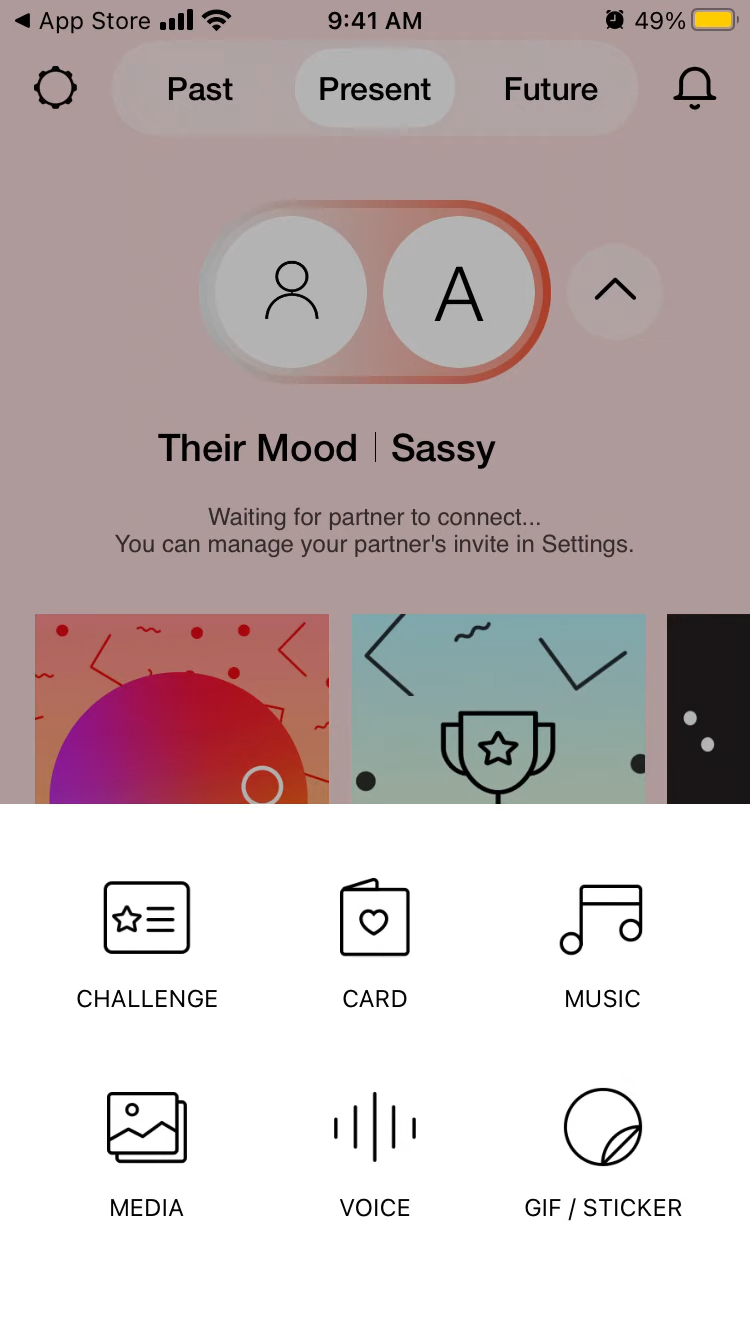 App Store 9:41 AM 49%
Past Present Future
A
Their Mood | Sassy
Waiting for partner to connect...
You can manage your partner's invite in Settings.
CHALLENGE CARD MUSIC
MEDIA VOICE GIF / STICKER